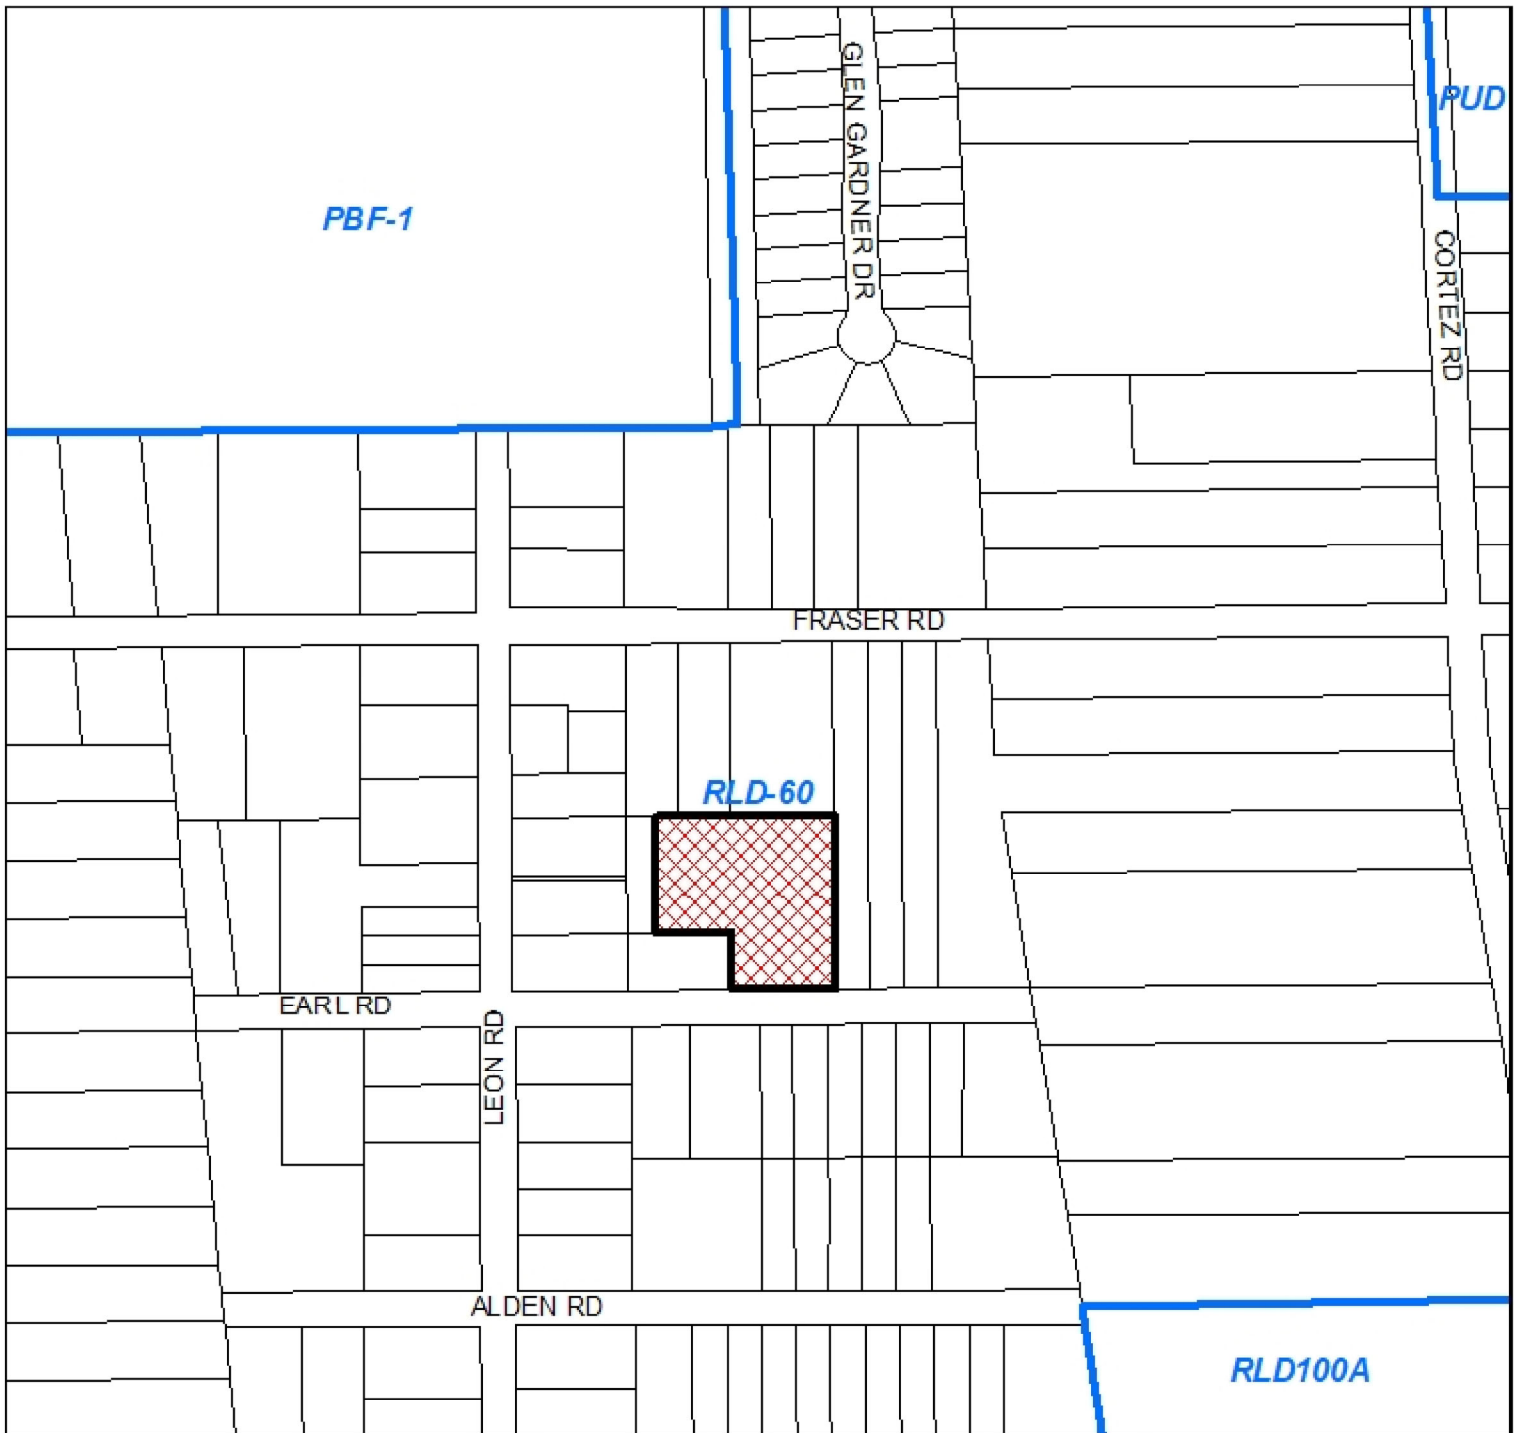 PUD
GLEN GARDNER DR
PBF-1
CORTEZ RD
FRASER RD
RLD-60
EARL RD
LEON RD
ALDEN RD
RLD100A